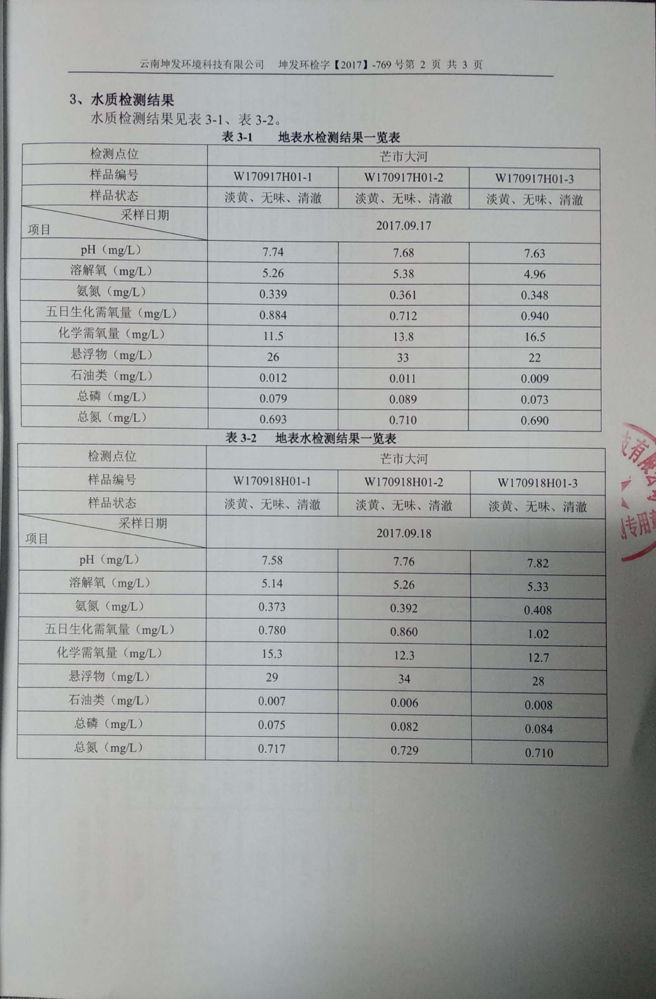 云南坤发环境科技有限公司 坤发环检字【2017】-769 号第 2 页 共 3 页
3、水质检测结果
水质检测结果见表 3-1、表 3-2。
表 3-1 地表水检测结果一览表
检测点位 芒市大河
样品编号 W170917H01-1 W170917H01-2 W170917H01-3
样品状态 淡黄、无味、清澈 淡黄、无味、清澈 淡黄、无味、清澈
采样日期
项目 2017.09.17
pH（mg/L） 7.74 7.68 7.63
溶解氧（mg/L） 5.26 5.38 4.96
氨氮（mg/L） 0.339 0.361 0.348
五日生化需氧量（mg/L） 0.884 0.712 0.940
化学需氧量（mg/L） 11.5 13.8 16.5
悬浮物（mg/L） 26 33 22
石油类（mg/L） 0.012 0.011 0.009
总磷（mg/L） 0.079 0.089 0.073
总氮（mg/L） 0.693 0.710 0.690
表 3-2 地表水检测结果一览表
检测点位 芒市大河
样品编号 W170918H01-1 W170918H01-2 W170918H01-3
样品状态 淡黄、无味、清澈 淡黄、无味、清澈 淡黄、无味、清澈
采样日期
项目 2017.09.18
pH（mg/L） 7.58 7.76 7.82
溶解氧（mg/L） 5.14 5.26 5.33
氨氮（mg/L） 0.373 0.392 0.408
五日生化需氧量（mg/L） 0.780 0.860 1.02
化学需氧量（mg/L） 15.3 12.3 12.7
悬浮物（mg/L） 29 34 28
石油类（mg/L） 0.007 0.006 0.008
总磷（mg/L） 0.075 0.082 0.084
总氮（mg/L） 0.717 0.729 0.710
有限公
专用章